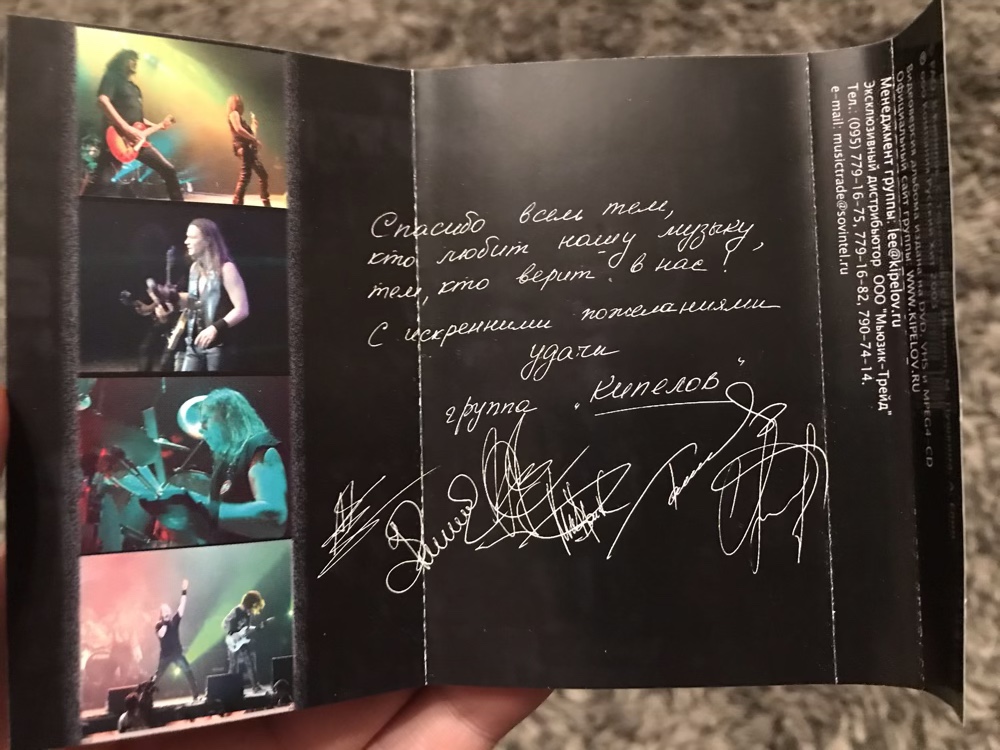 Спасибо всем тем,
кто любит нашу музыку,
тем, кто верит в нас!
С искренними пожеланиями
удачи
группа "Кипелов"
Официальный сайт группы: WWW.KIPELOV.RU
Менеджмент группы: lee@kipelov.ru
Эксклюзивный дистрибьютор ООО "Мьюзик-Трейд"
Тел.: (095) 779-16-75, 779-16-82, 790-74-14.
e-mail: musictrade@sovintel.ru